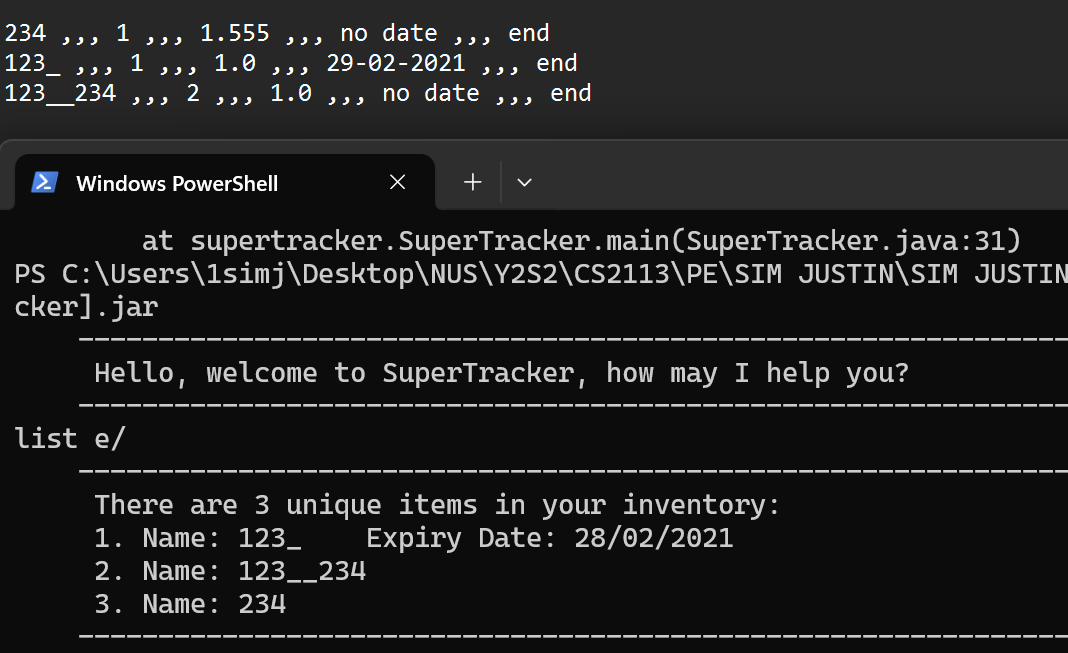 234 ,,, 1 ,,, 1.555 ,,, no date ,,, end
123_ ,,, 1 ,,, 1.0 ,,, 29-02-2021 ,,, end
123__234 ,,, 2 ,,, 1.0 ,,, no date ,,, end
Windows PowerShell
at supertracker.SuperTracker.main(SuperTracker.java:31)
PS C:\Users\1simj\Desktop\NUS\Y2S2\CS2113\PE\SIM JUSTIN\SIM JUSTIN
cker].jar
--------------------------------------------------------------
Hello, welcome to SuperTracker, how may I help you?
--------------------------------------------------------------
list e/
--------------------------------------------------------------
There are 3 unique items in your inventory:
1. Name: 123_    Expiry Date: 28/02/2021
2. Name: 123__234
3. Name: 234
--------------------------------------------------------------